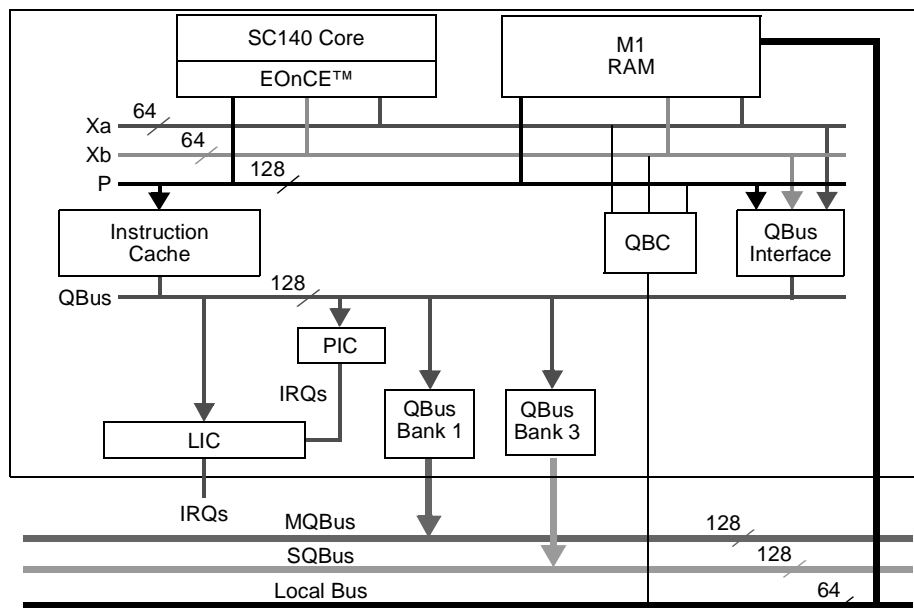 SC140 Core
EOnCE™
M1
RAM
64
Xa
64
Xb
128
P
Instruction
Cache
QBC
QBus
Interface
128
QBus
PIC
IRQs
QBus
Bank 1
QBus
Bank 3
LIC
IRQs
MQBus
128
SQBus
128
Local Bus
64